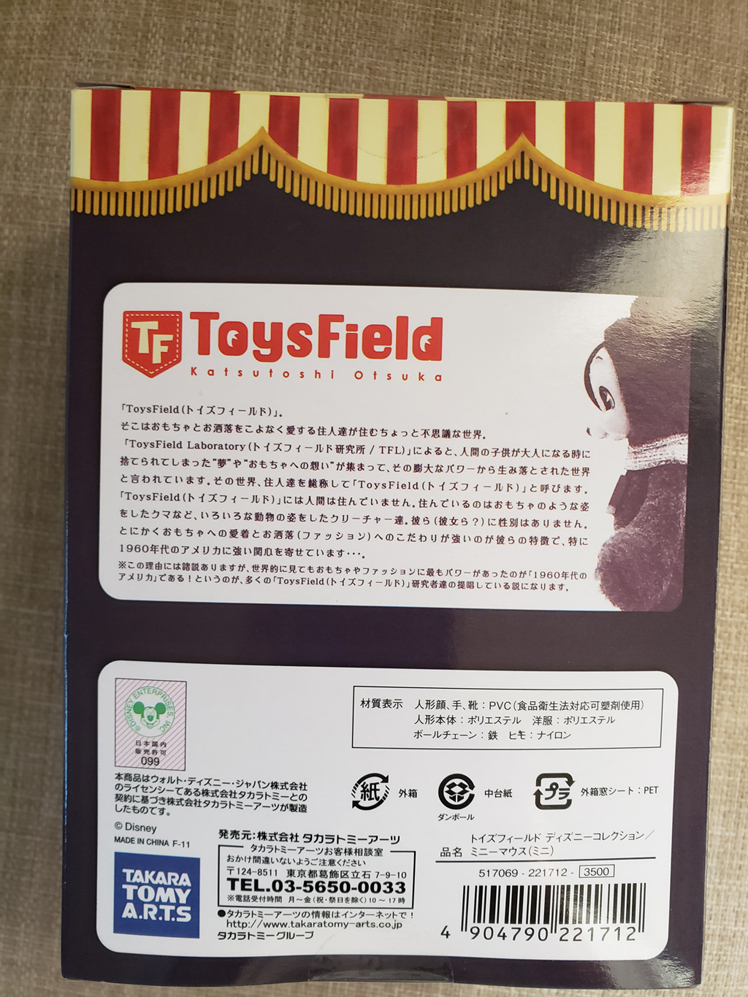 TF ToysField
Katsutoshi Otsuka
「ToysField(トイズフィールド)」。
そこはおもちゃとお洒落をこよなく愛する住人達が住むちょっと不思議な世界。
「ToysField Laboratory(トイズフィールド研究所 / TFL)」によると、人間の子供が大人になる時に
捨てられてしまった"夢"や"おもちゃへの想い"が集まって、その膨大なパワーから生み落とされた世界
と言われています。その世界、住人達を総称して「ToysField(トイズフィールド)」と呼びます。
「ToysField(トイズフィールド)」には人間は住んでいません。住んでいるのはおもちゃのような姿
をしたクマなど、いろいろな動物の姿をしたクリーチャー達。彼ら(彼女ら?)に性別はありません。
とにかくおもちゃへの愛着とお洒落(ファッション)へのこだわりが強いのが彼らの特徴で、特に
1960年代のアメリカに強い関心を寄せています・・・。
※この理由には諸説ありますが、世界的に見てもおもちゃやファッションに最もパワーがあったのが「1960年代の
アメリカ」である!というのが、多くの「ToysField(トイズフィールド)」研究者達の提唱している説になります。
©DISNEY ENTERPRISES, INC.
日本国内
販売許可
099
材質表示 人形顔、手、靴:PVC(食品衛生法対応可塑剤使用)
人形本体:ポリエステル 洋服:ポリエステル
ボールチェーン:鉄 ヒモ:ナイロン
本商品はウォルト・ディズニー・ジャパン株式会社
のライセンシーである株式会社タカラトミーとの
契約に基づき株式会社タカラトミーアーツが製造
したものです。
© Disney
MADE IN CHINA F-11
紙 外箱
ダンボール 中台紙
プラ 外箱窓シート:PET
TAKARA
TOMY
A.R.T.S
発売元:株式会社 タカラトミーアーツ
タカラトミーアーツお客様相談室
おかけ間違いないようご注意ください。
〒124-8511 東京都葛飾区立石 7-9-10
TEL.03-5650-0033
※電話受付時間 月〜金(祝・祭日を除く)10〜17時
●タカラトミーアーツの情報はインターネットで!
http://www.takaratomy-arts.co.jp
タカラトミーグループ
トイズフィールド ディズニーコレクション/
品名 ミニーマウス(ミニ)
517069 - 221712 - 3500
4 904790 221712